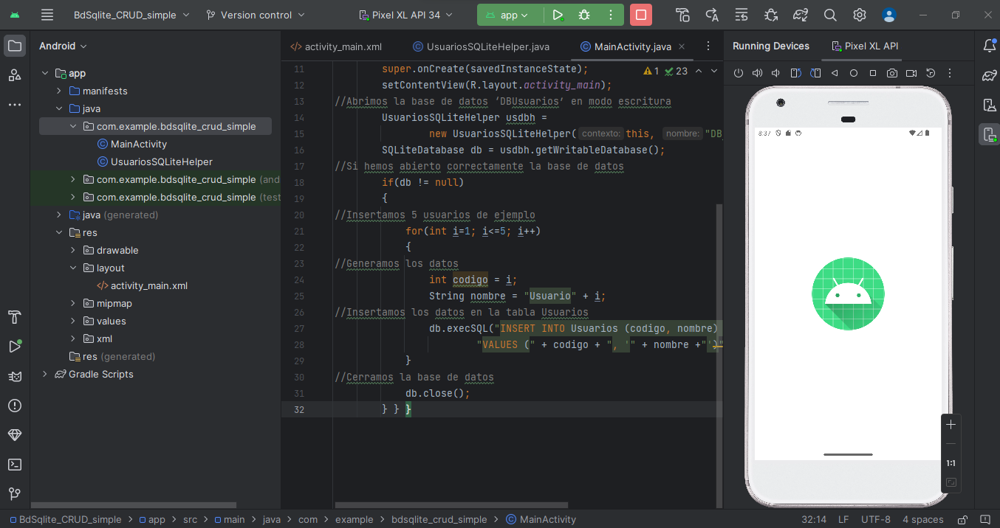 BdSqlite_CRUD_simple
Version control
Pixel XL API 34
app
Android
app
manifests
java
com.example.bdsqlite_crud_simple
MainActivity
UsuariosSQLiteHelper
com.example.bdsqlite_crud_simple (and
com.example.bdsqlite_crud_simple (test
java (generated)
res
drawable
layout
activity_main.xml
mipmap
values
xml
res (generated)
Gradle Scripts
activity_main.xml
UsuariosSQLiteHelper.java
MainActivity.java
1 23
11 super.onCreate(savedInstanceState);
12 setContentView(R.layout.activity_main);
13 //Abrimos la base de datos ‘DBUsuarios’ en modo escritura
14 UsuariosSQLiteHelper usdbh =
15 new UsuariosSQLiteHelper( contexto: this, nombre: "DB
16 SQLiteDatabase db = usdbh.getWritableDatabase();
17 //Si hemos abierto correctamente la base de datos
18 if(db != null)
19 {
20 //Insertamos 5 usuarios de ejemplo
21 for(int i=1; i<=5; i++)
22 {
23 //Generamos los datos
24 int codigo = i;
25 String nombre = "Usuario" + i;
26 //Insertamos los datos en la tabla Usuarios
27 db.execSQL("INSERT INTO Usuarios (codigo, nombre)
28 "VALUES (" + codigo + ", '" + nombre +"')"
29 }
30 //Cerramos la base de datos
31 db.close();
32 } } }
Running Devices
Pixel XL API
8:37
1:1
BdSqlite_CRUD_simple > app > src > main > java > com > example > bdsqlite_crud_simple > MainActivity
32:14 LF UTF-8 4 spaces